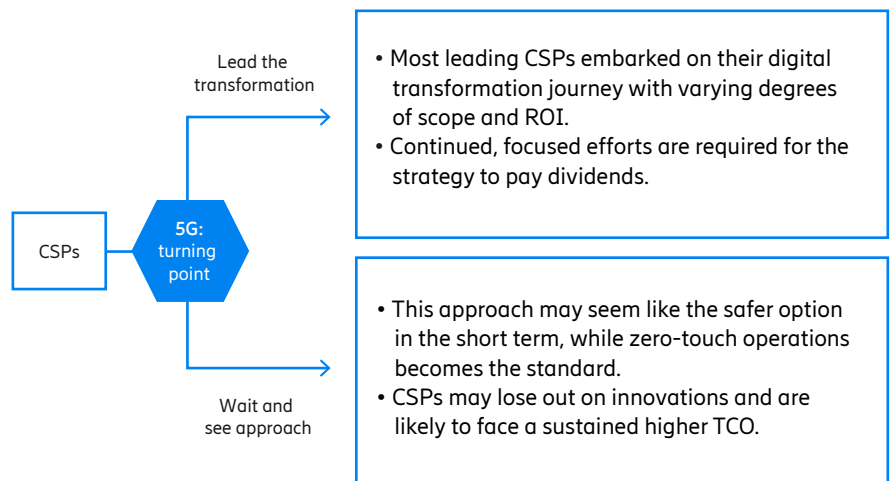 CSPs
5G:
turning
point
Lead the
transformation
• Most leading CSPs embarked on their digital
transformation journey with varying degrees
of scope and ROI.
• Continued, focused efforts are required for the
strategy to pay dividends.
Wait and
see approach
• This approach may seem like the safer option
in the short term, while zero-touch operations
becomes the standard.
• CSPs may lose out on innovations and are
likely to face a sustained higher TCO.